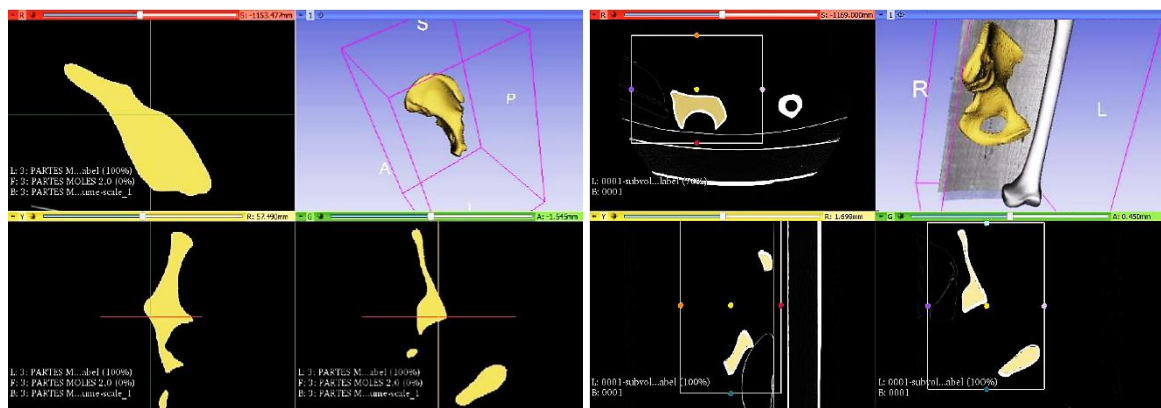 R
S: -1153.477mm
1
S
P
A
L: 3: PARTES M...abel (100%)
F: 3: PARTES MOLES 2.0 (0%)
B: 3: PARTES M...ume-scale_1
Y
R: 57.490mm
L: 3: PARTES M...abel (100%)
F: 3: PARTES MOLES 2.0 (0%)
B: 3: PARTES M...ume-scale_1
G
L: 3: PARTES M...abel (100%)
F: 3: PARTES MOLES 2.0 (0%)
B: 3: PARTES M...ume-scale_1
R
S: -1169.000mm
1
R
L
B: 0001
Y
R: 1.699mm
L: 0001-subvol...abel (100%)
B: 0001
G
A: 0.450mm
L: 0001-subvol...abel (100%)
B: 0001